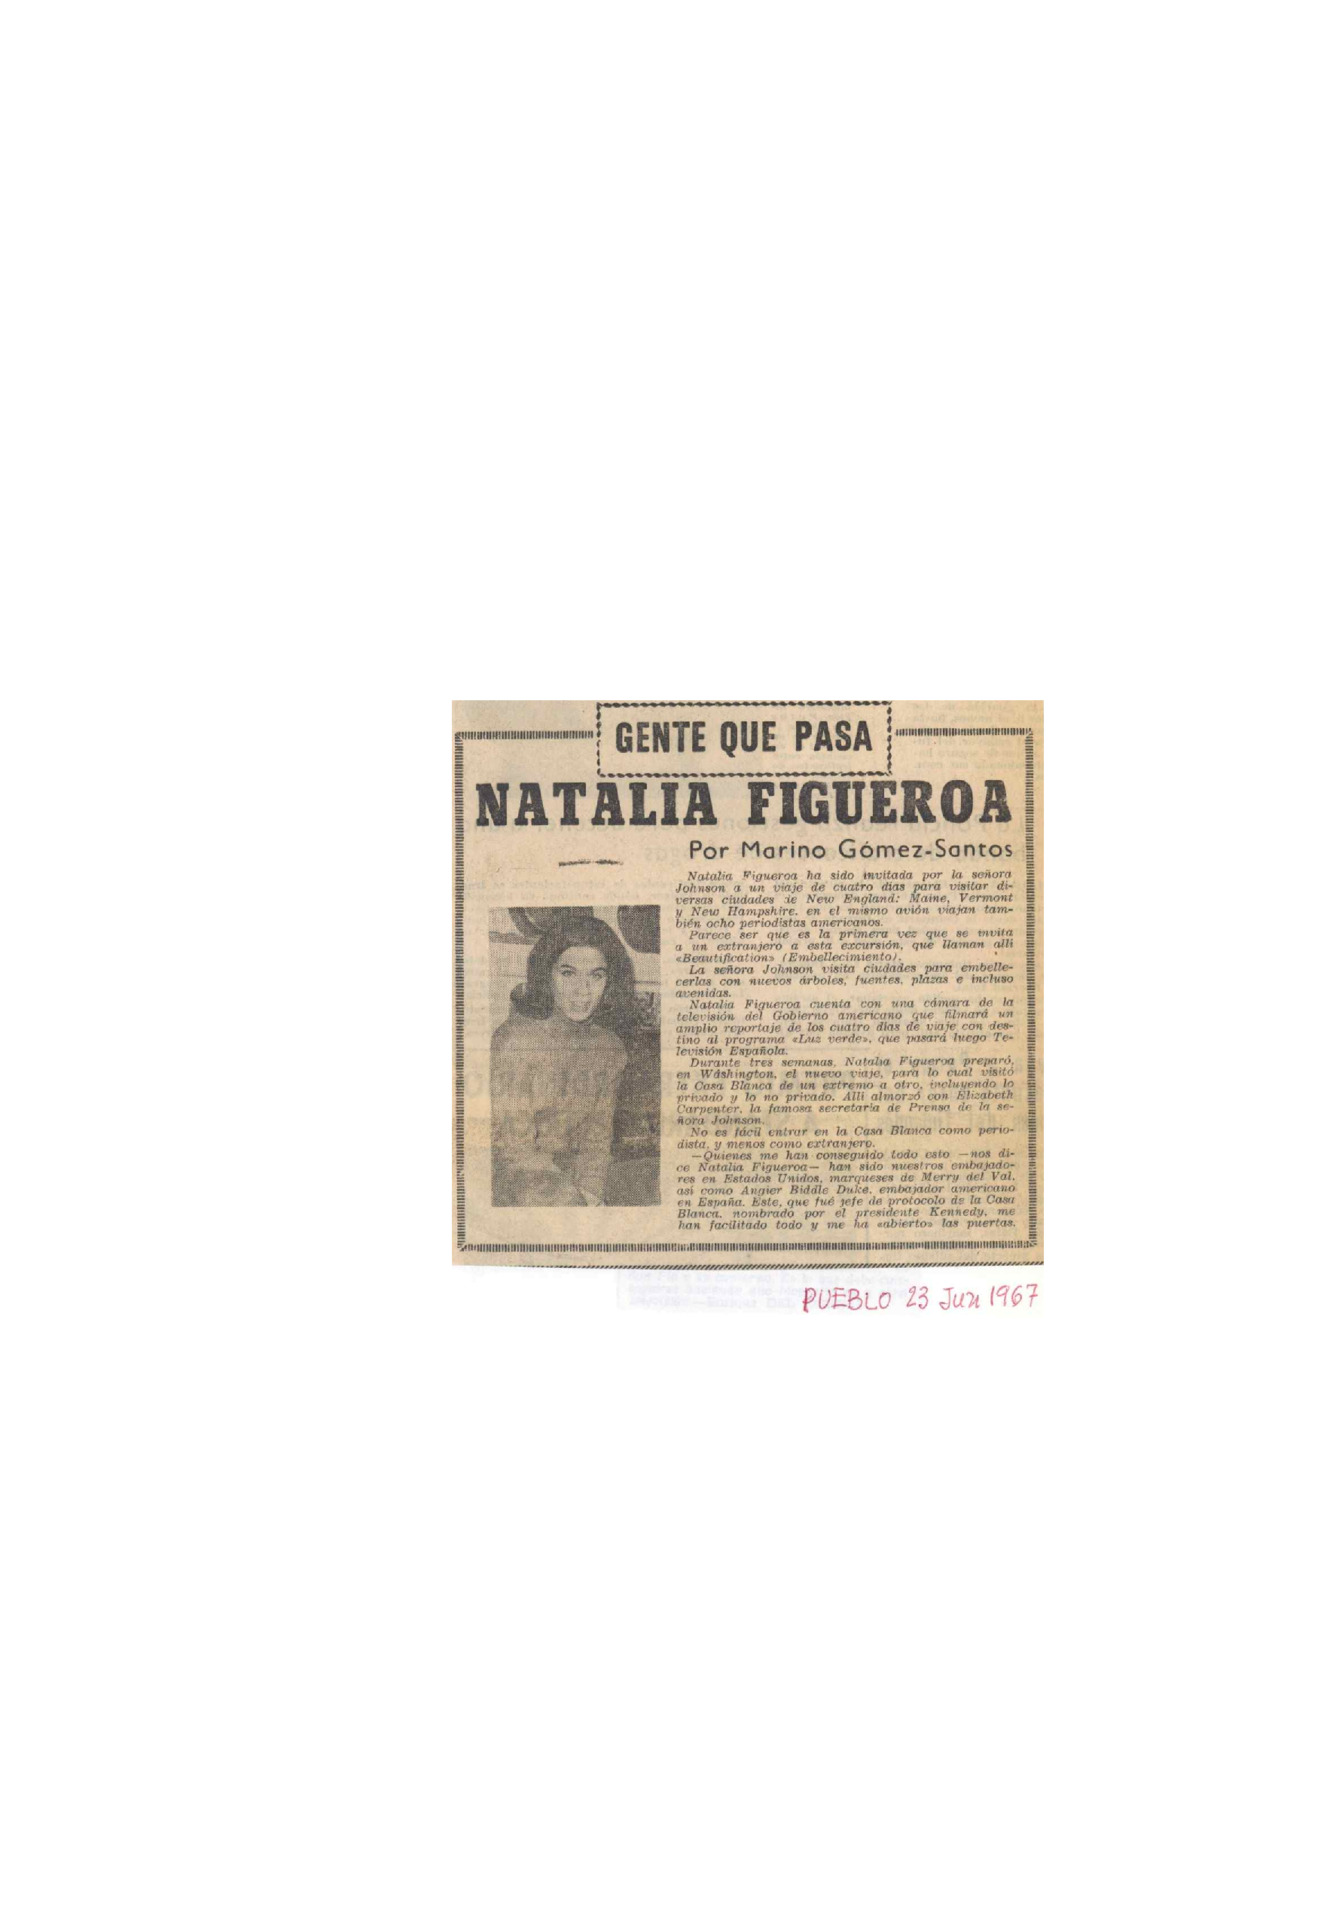 GENTE QUE PASA
NATALIA FIGUEROA
Por Marino Gómez-Santos
Natalia Figueroa ha sido invitada por la señora
Johnson a un viaje de cuatro días para visitar di-
versas ciudades de New England: Maine, Vermont
y New Hampshire. en el mismo avión viajan tam-
bién ocho periodistas americanos.
Parece ser que es la primera vez que se invita
a un extranjero a esta excursión, que llaman allí
«Beautification» (Embellecimiento).
La señora Johnson visita ciudades para embelle-
cerlas con nuevos árboles, fuentes, plazas e incluso
avenidas.
Natalia Figueroa cuenta con una cámara de la
televisión del Gobierno americano que filmará un
amplio reportaje de los cuatro días de viaje con des-
tino al programa «Luz verde», que pasará luego Te-
levisión Española.
Durante tres semanas, Natalia Figueroa preparó,
en Wáshington, el nuevo viaje, para lo cual visitó
la Casa Blanca de un extremo a otro, incluyendo lo
privado y lo no privado. Allí almorzó con Elizabeth
Carpenter, la famosa secretaria de Prensa de la se-
ñora Johnson.
No es fácil entrar en la Casa Blanca como perio-
dista, y menos como extranjero.
—Quienes me han conseguido todo esto —nos di-
ce Natalia Figueroa— han sido nuestros embajado-
res en Estados Unidos, marqueses de Merry del Val,
así como Angier Biddle Duke, embajador americano
en España. Este, que fué jefe de protocolo de la Casa
Blanca, nombrado por el presidente Kennedy, me
han facilitado todo y me ha «abierto» las puertas.
PUEBLO 23 Jun 1967